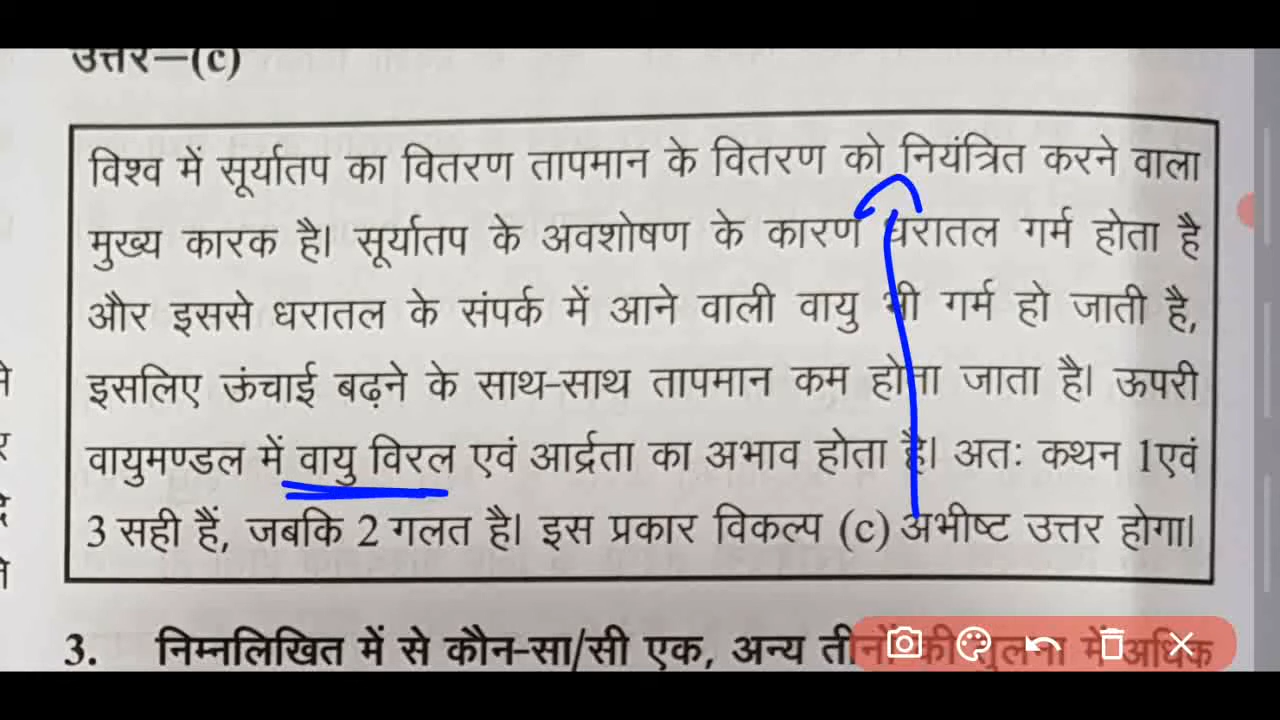 उत्तर—(c)
विश्व में सूर्यातप का वितरण तापमान के वितरण को नियंत्रित करने वाला
मुख्य कारक है। सूर्यातप के अवशोषण के कारण धरातल गर्म होता है
और इससे धरातल के संपर्क में आने वाली वायु भी गर्म हो जाती है,
इसलिए ऊंचाई बढ़ने के साथ-साथ तापमान कम होता जाता है। ऊपरी
वायुमण्डल में वायु विरल एवं आर्द्रता का अभाव होता है। अतः कथन 1एवं
3 सही हैं, जबकि 2 गलत है। इस प्रकार विकल्प (c) अभीष्ट उत्तर होगा।
3. निम्नलिखित में से कौन-सा/सी एक, अन्य तीनों की तुलना में अधिक